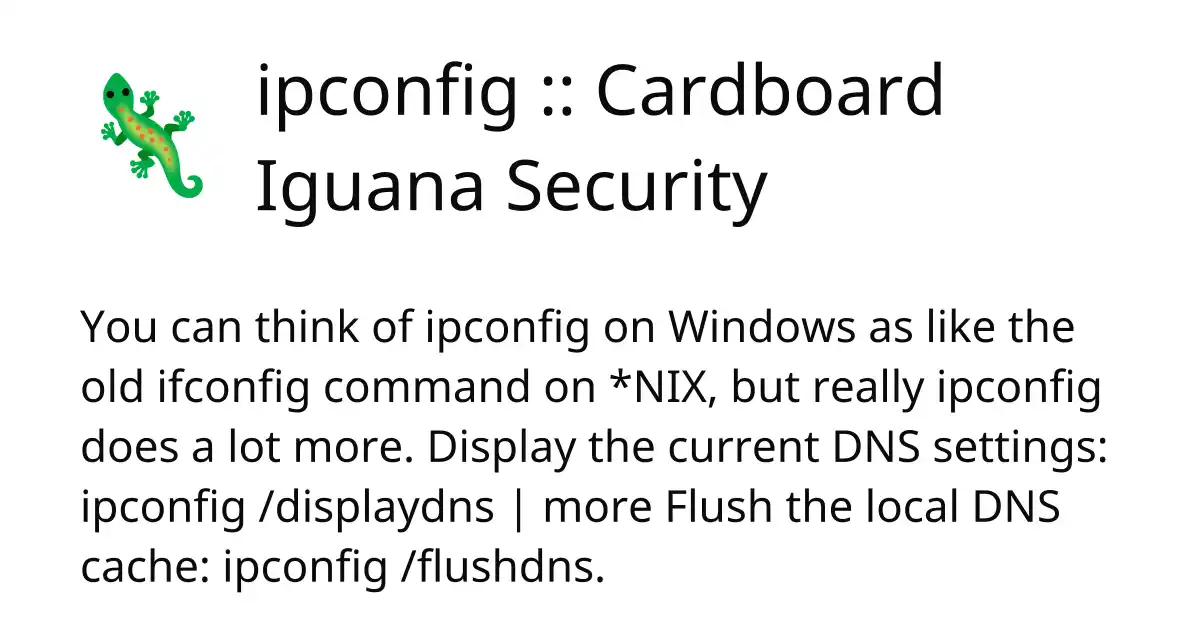 ipconfig :: Cardboard
Iguana Security
You can think of ipconfig on Windows as like the
old ifconfig command on *NIX, but really ipconfig
does a lot more. Display the current DNS settings:
ipconfig /displaydns | more Flush the local DNS
cache: ipconfig /flushdns.